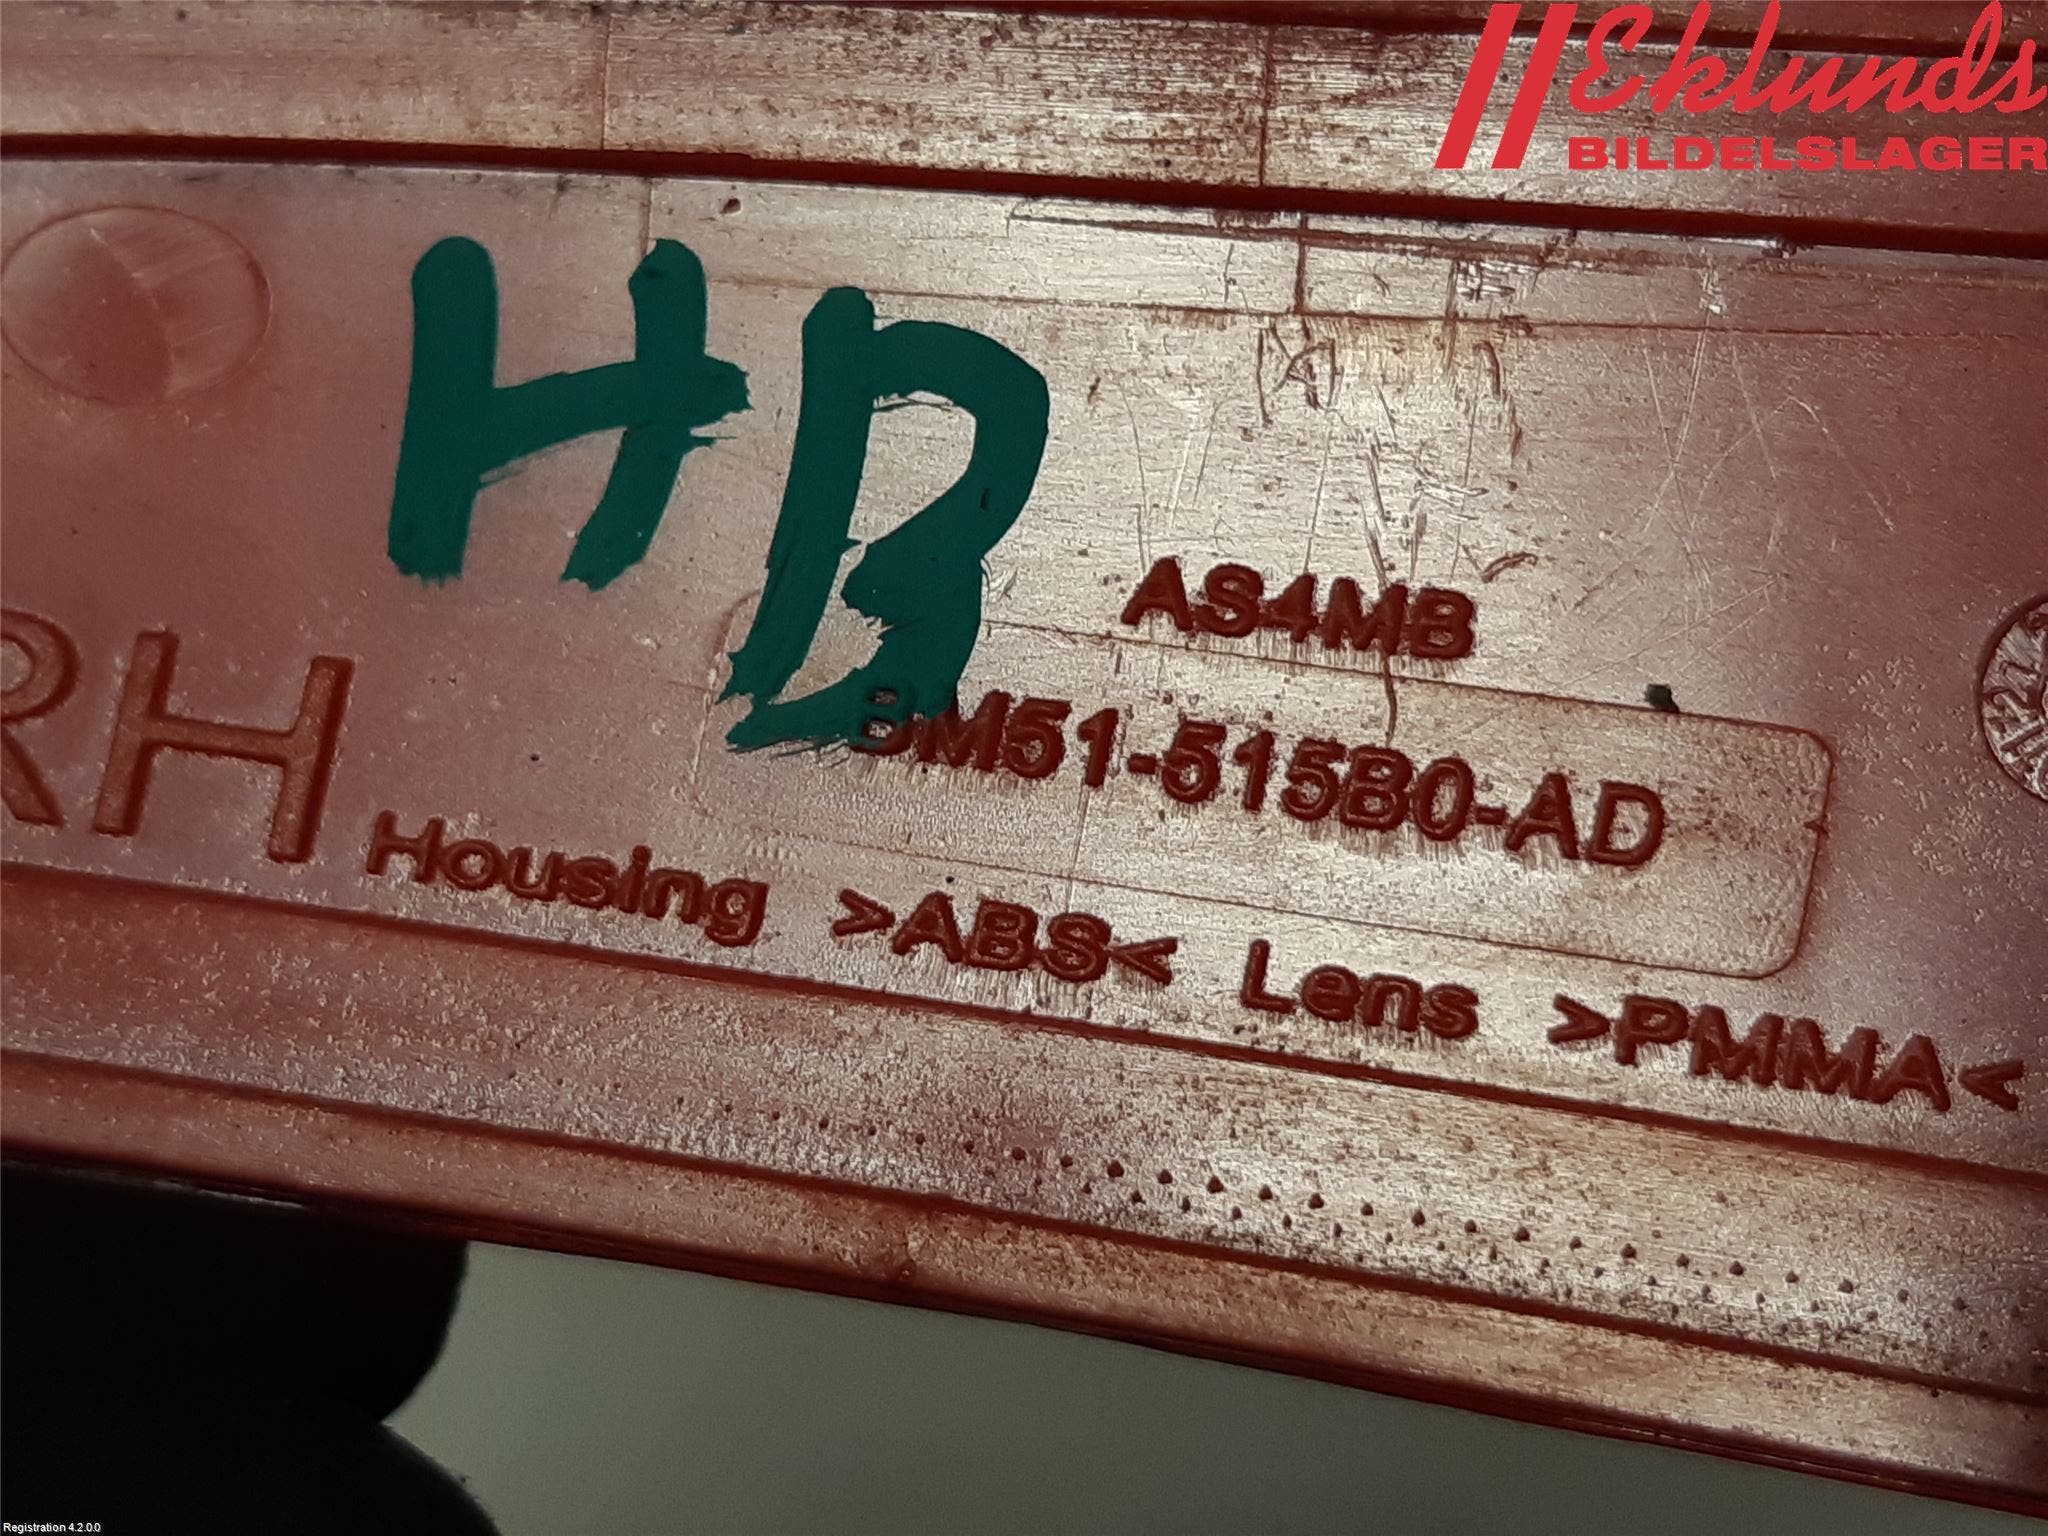 Eklunds
BILDELSLAGER
HB
AS4MB
BM51-515B0-AD
RH
Housing >ABS< Lens >PMMA<
Registration 4.2.0.0